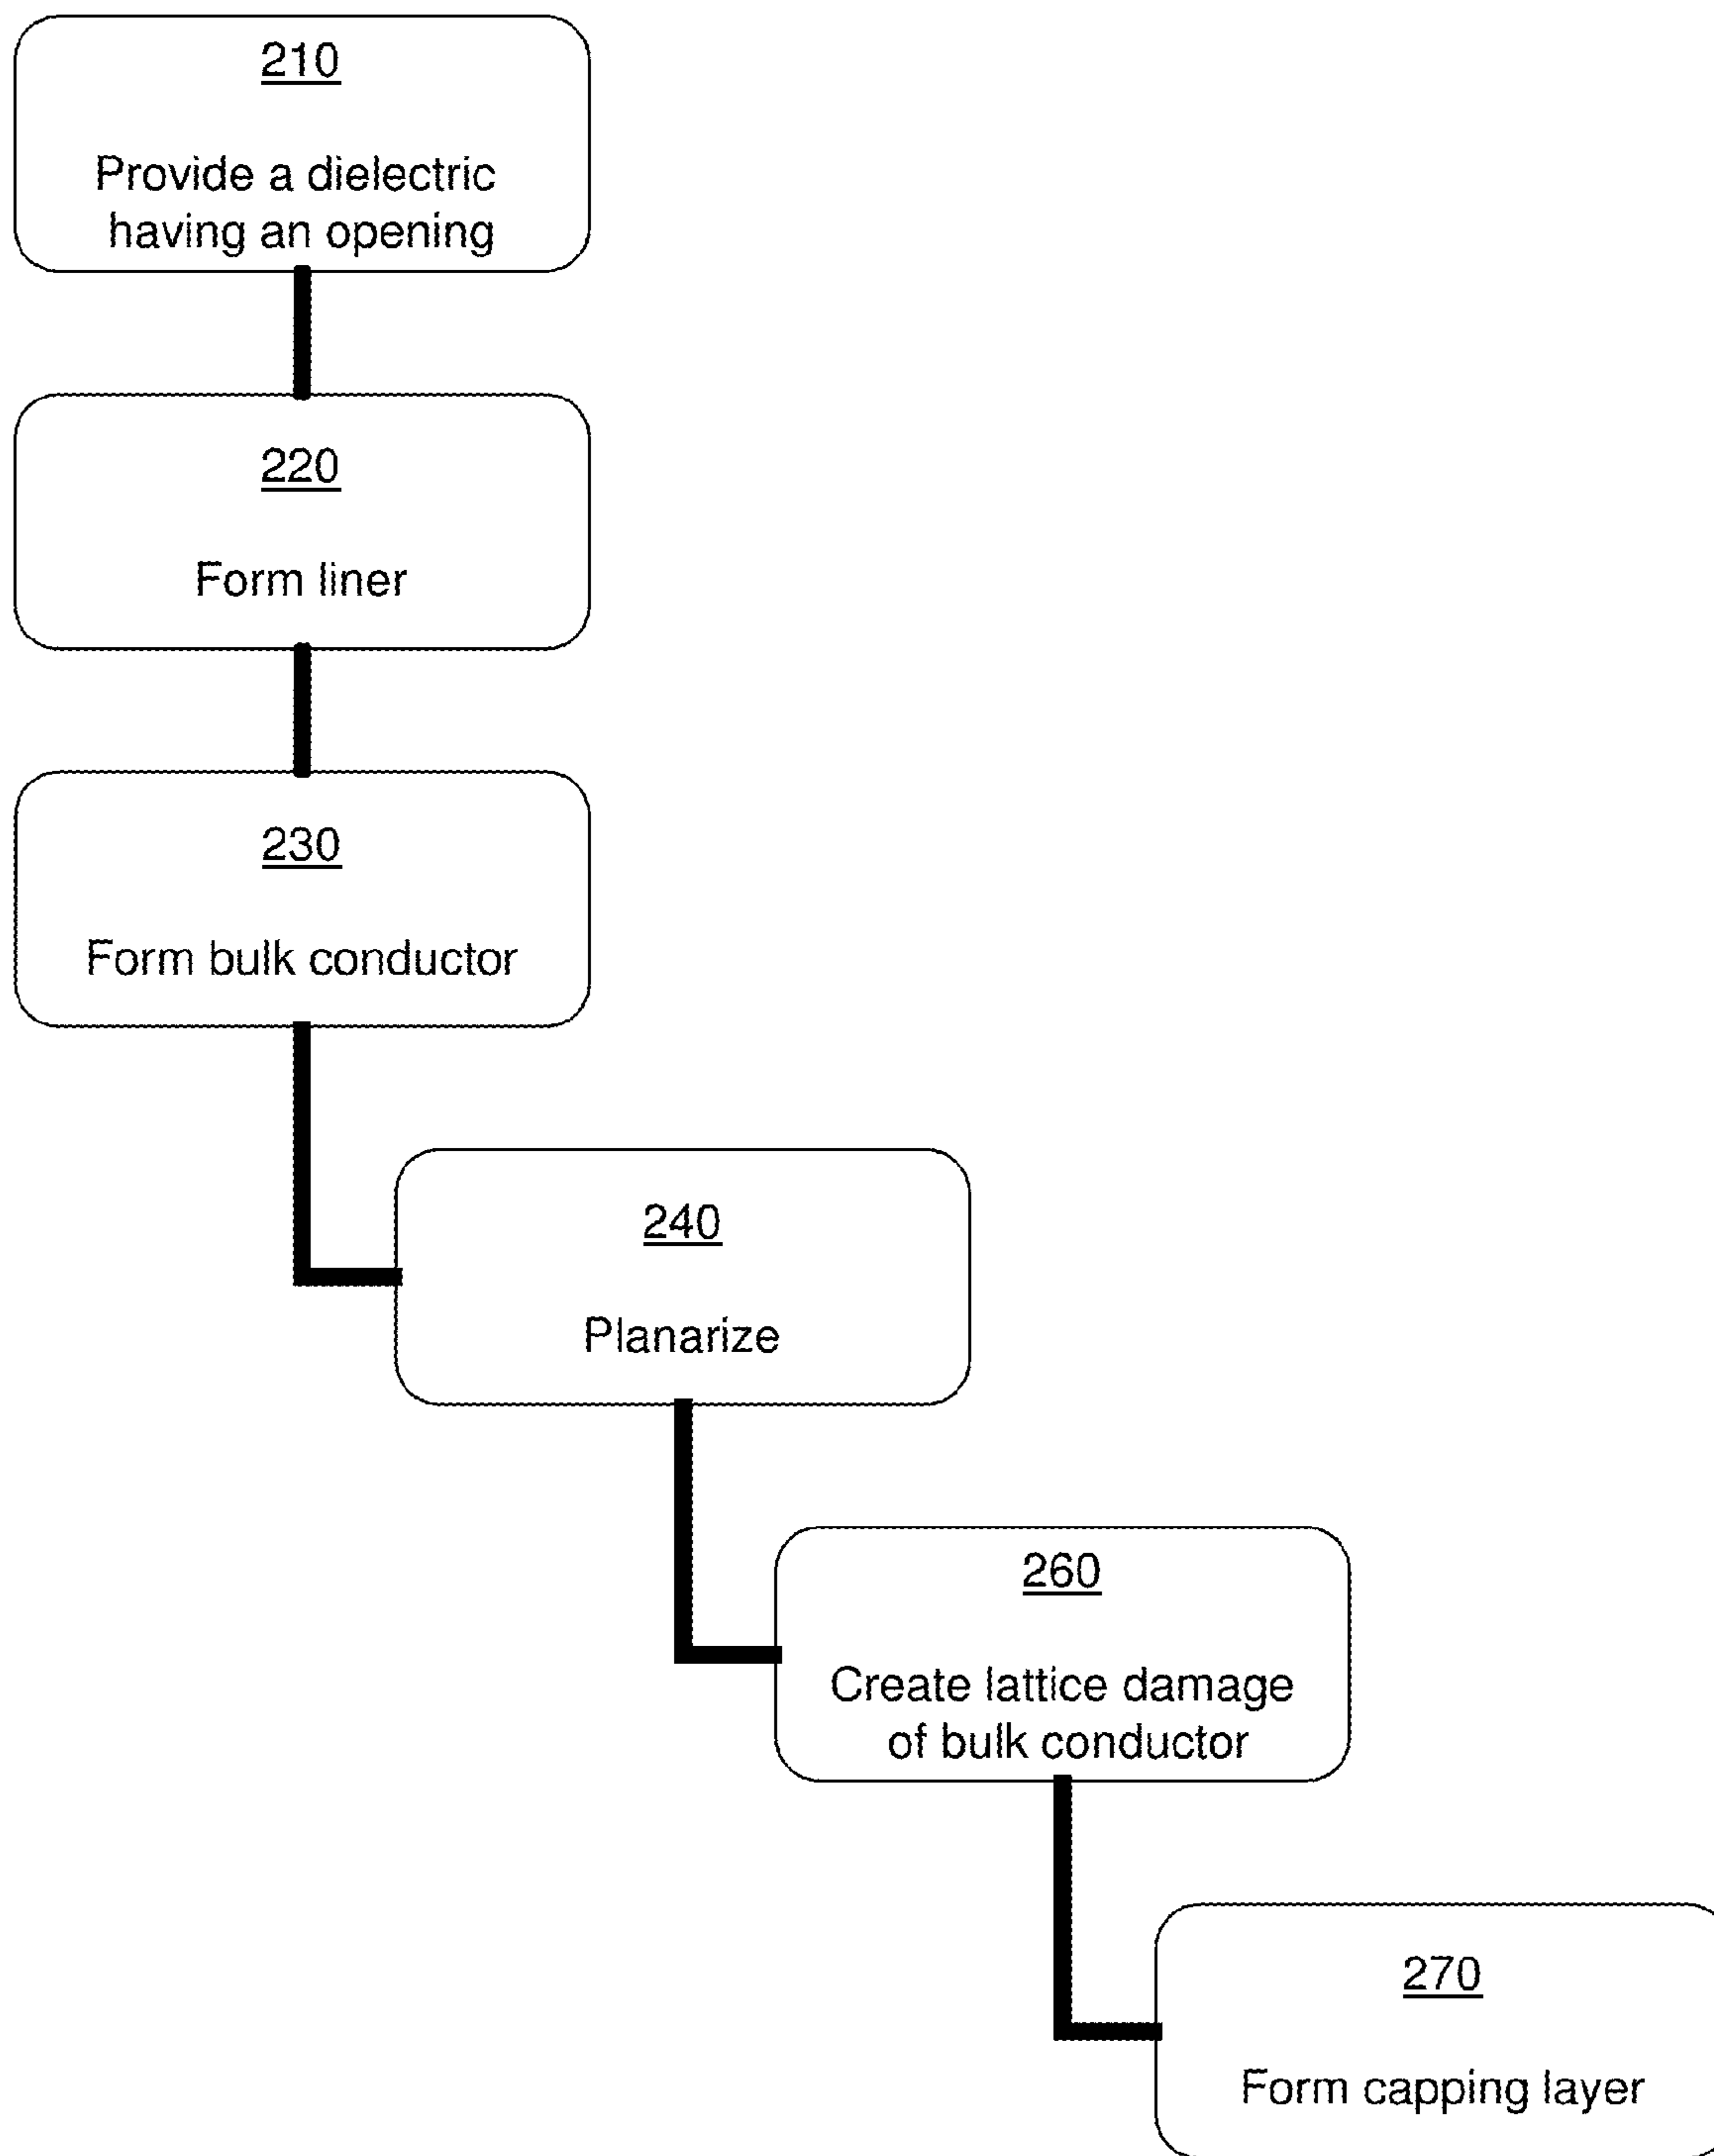 210
Provide a dielectric
having an opening
220
Form liner
230
Form bulk conductor
240
Planarize
260
Create lattice damage
of bulk conductor
270
Form capping layer